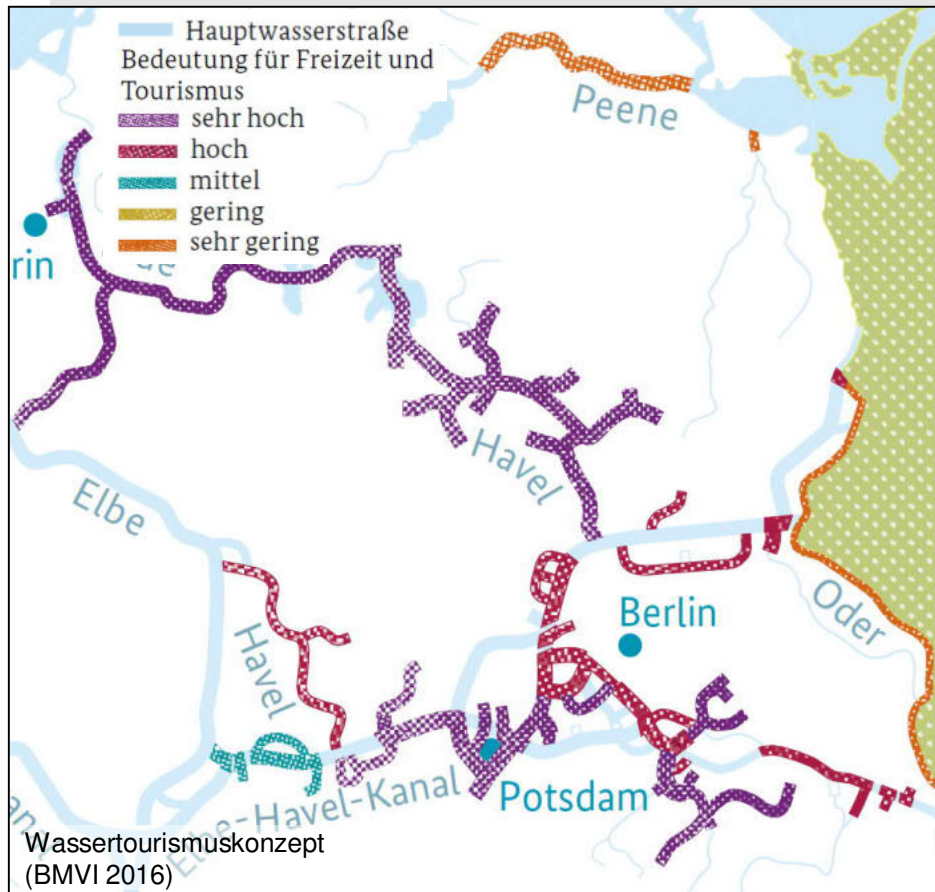 Hauptwasserstraße
Bedeutung für Freizeit und
Tourismus
sehr hoch
hoch
mittel
gering
sehr gering
Peene
rin
Havel
Elbe
Berlin
Oder
Havel
Potsdam
Elbe-Havel-Kanal
Wassertourismuskonzept
(BMVI 2016)